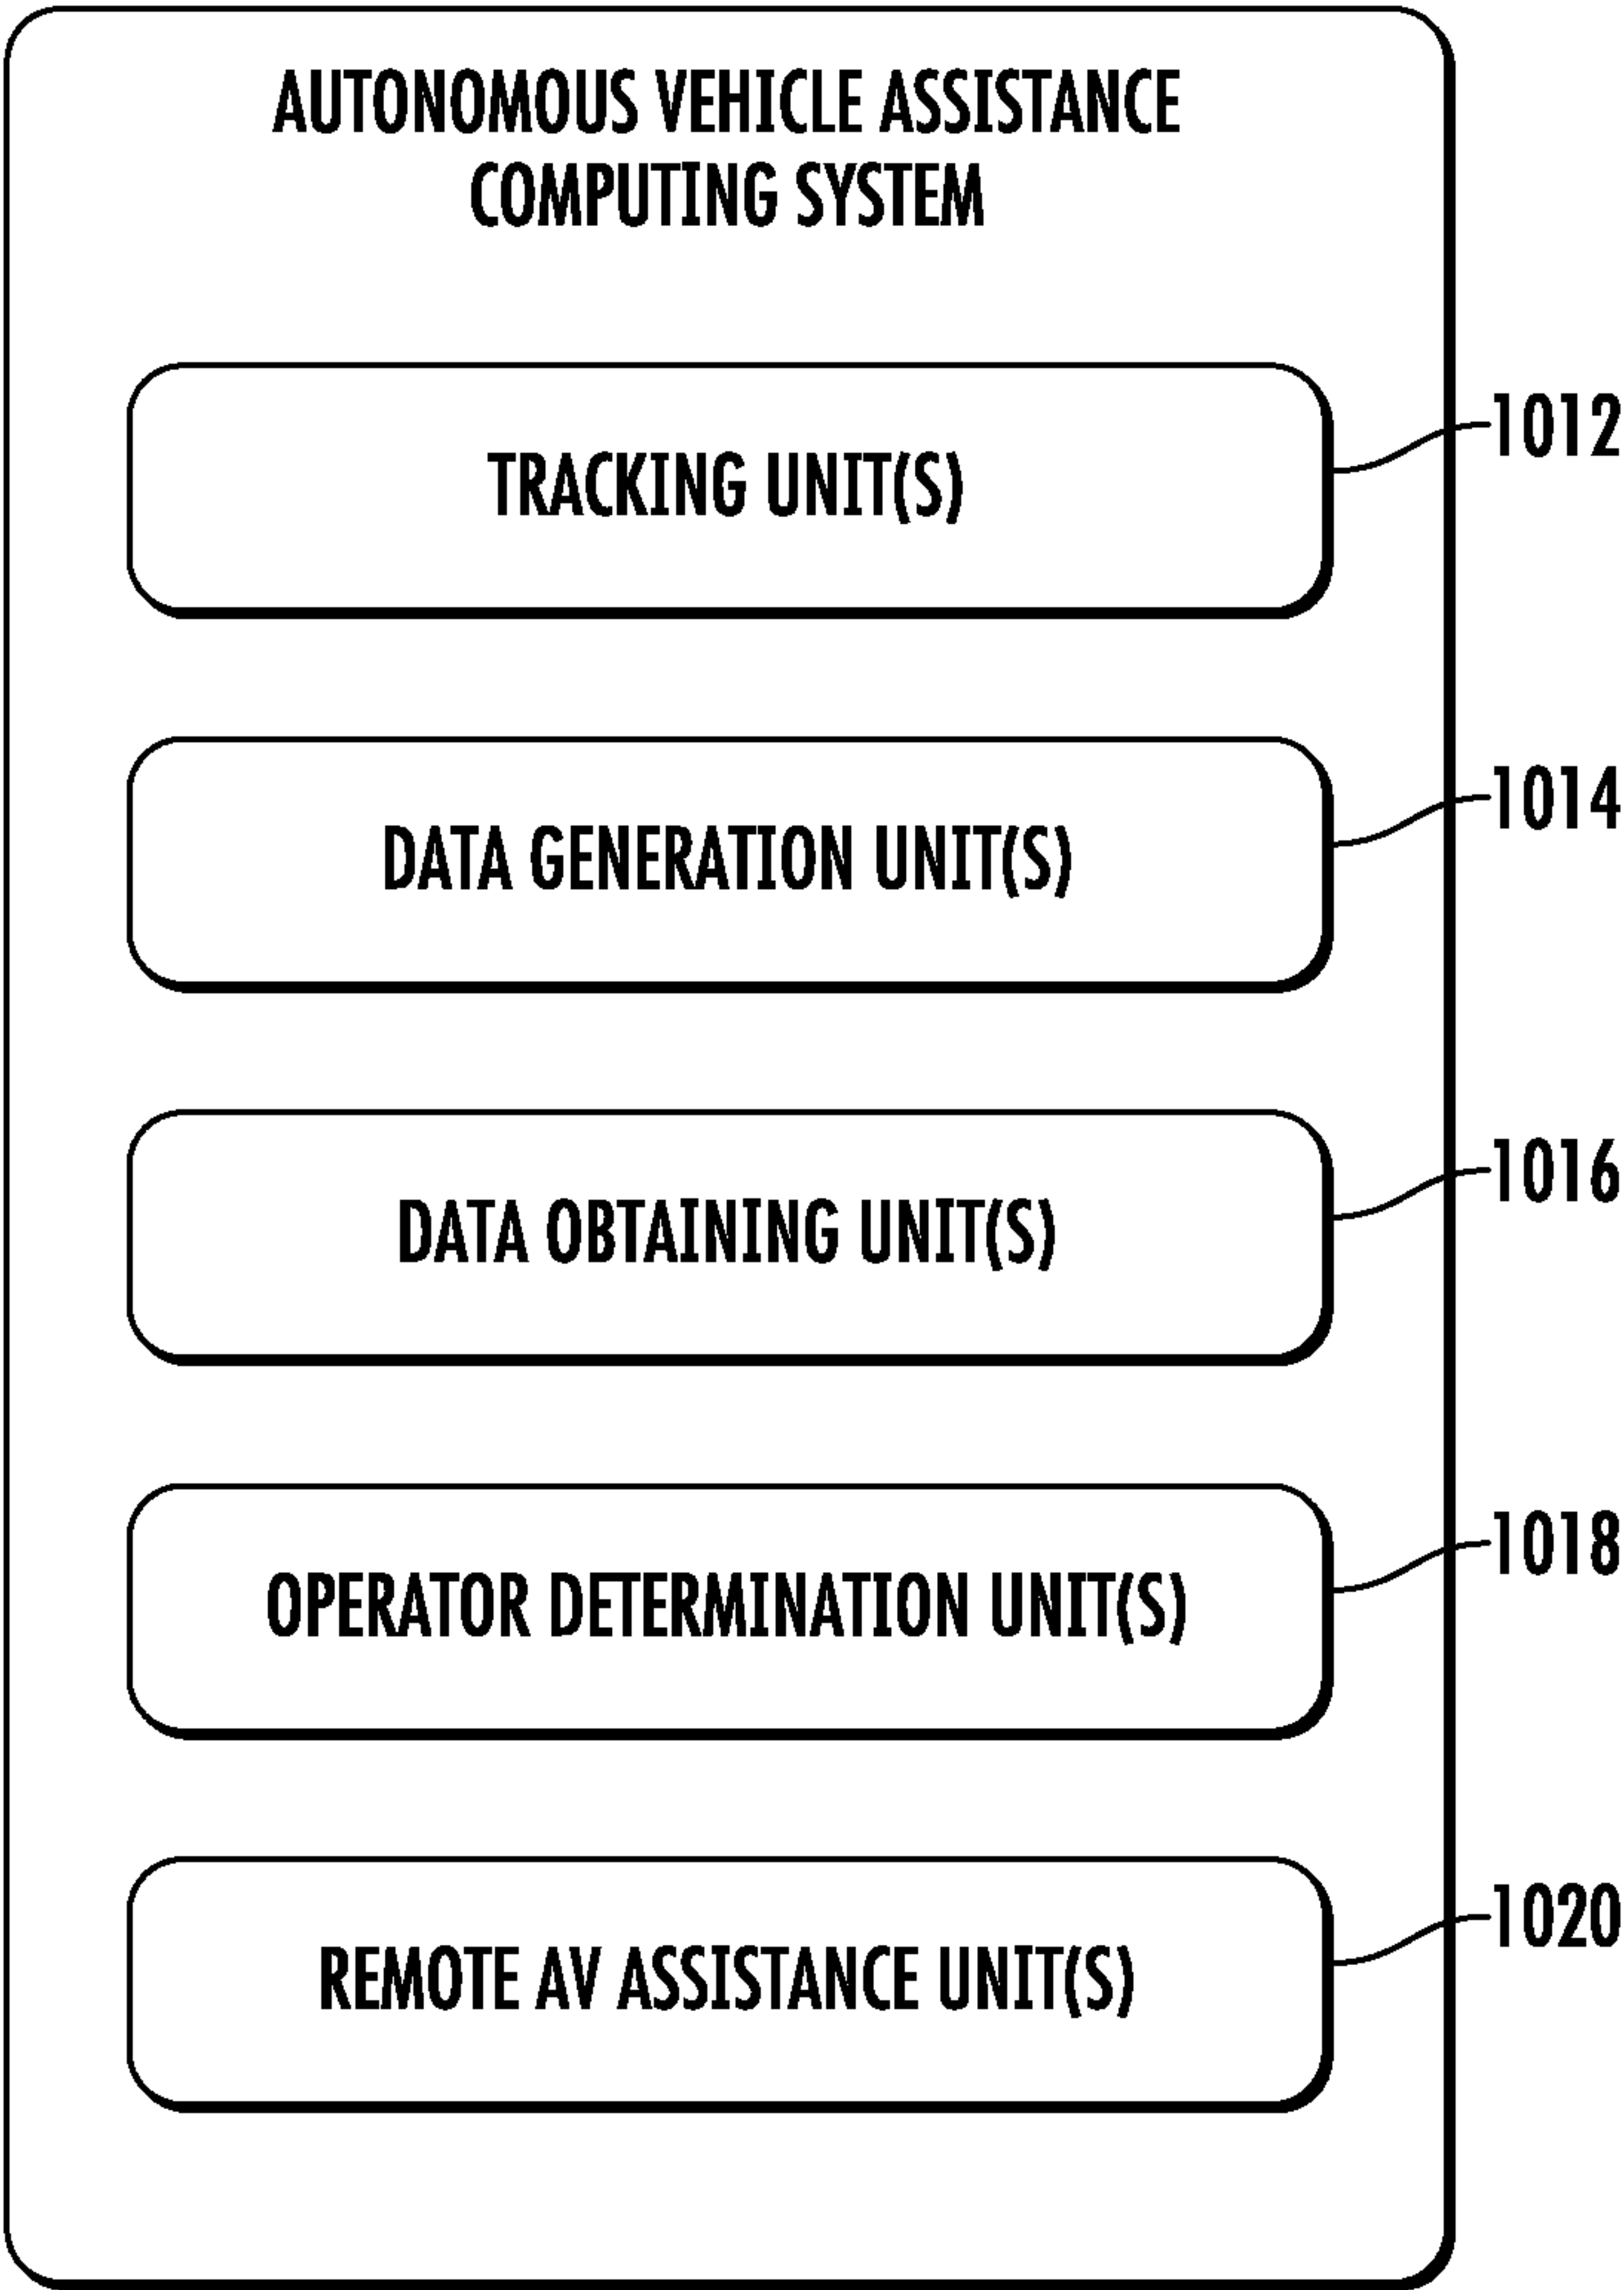 AUTONOMOUS VEHICLE ASSISTANCE
COMPUTING SYSTEM
TRACKING UNIT(S)
1012
DATA GENERATION UNIT(S)
1014
DATA OBTAINING UNIT(S)
1016
OPERATOR DETERMINATION UNIT(S)
1018
REMOTE AV ASSISTANCE UNIT(S)
1020